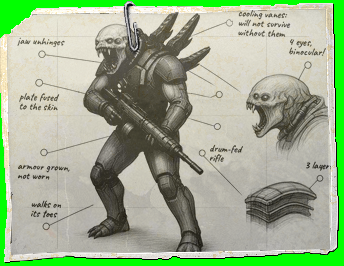 cooling vanes:
will not survive
without them
jaw unhinges
4 eyes,
binocular!
plate fused
to the skin
drum-fed
rifle
armour grown,
not worn
3 layers
walks on
its toes